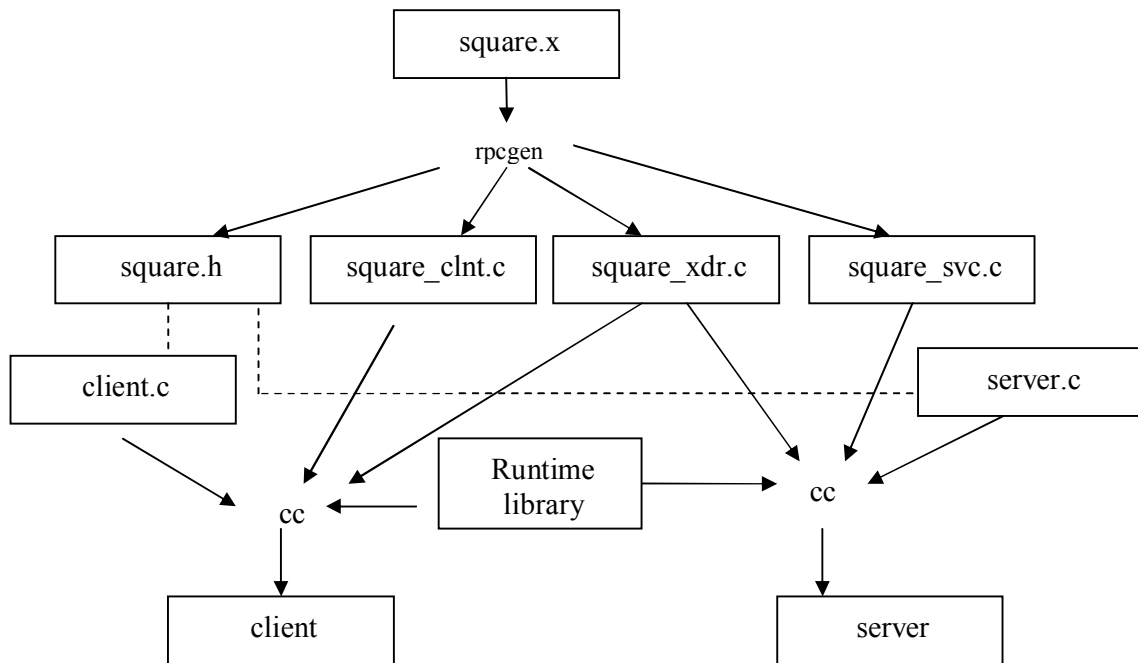 square.x
rpcgen
square.h
square_clnt.c
square_xdr.c
square_svc.c
client.c
server.c
Runtime
library
cc
cc
client
server